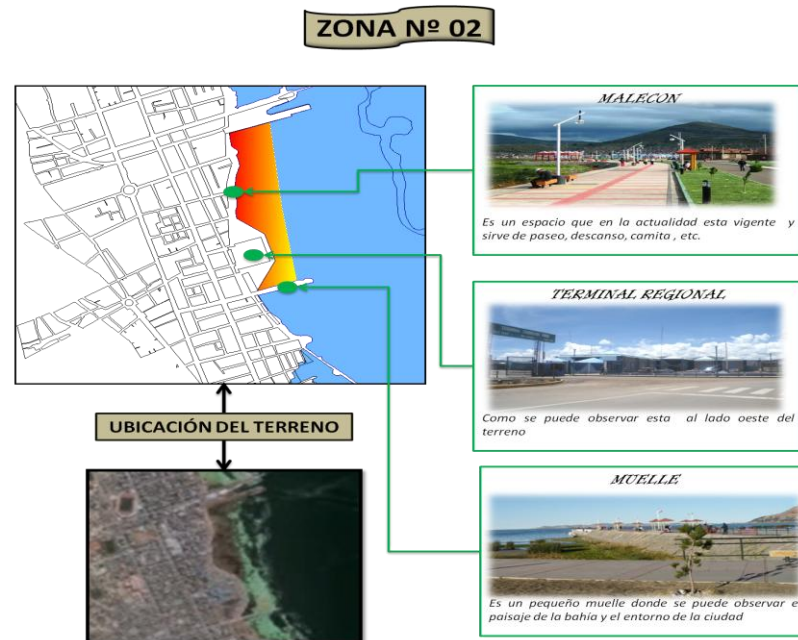 ZONA Nº 02
MALECON
Es un espacio que en la actualidad esta vigente y
sirve de paseo, descanso, camita , etc.
TERMINAL REGIONAL
Como se puede observar esta al lado oeste del
terreno
UBICACIÓN DEL TERRENO
MUELLE
Es un pequeño muelle donde se puede observar e
paisaje de la bahía y el entorno de la ciudad